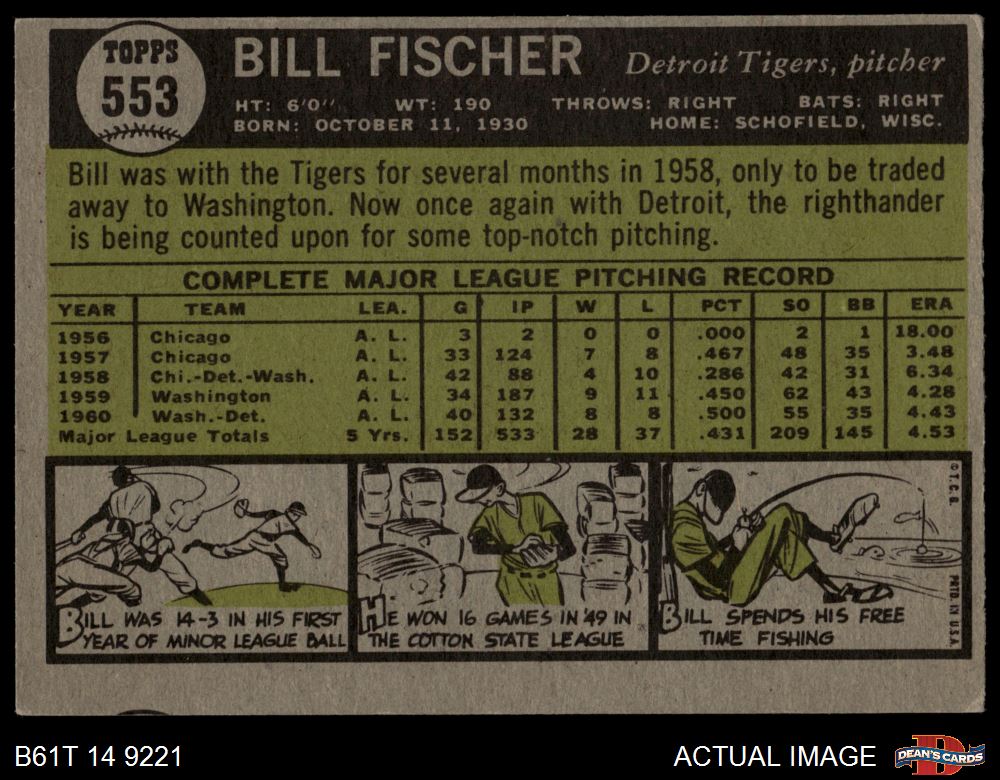 TOPPS
553
BILL FISCHER Detroit Tigers, pitcher
HT: 6'0" WT: 190 THROWS: RIGHT BATS: RIGHT
BORN: OCTOBER 11, 1930 HOME: SCHOFIELD, WISC.
Bill was with the Tigers for several months in 1958, only to be traded
away to Washington. Now once again with Detroit, the righthander
is being counted upon for some top-notch pitching.
COMPLETE MAJOR LEAGUE PITCHING RECORD
YEAR TEAM LEA. G IP W L PCT SO BB ERA
1956 Chicago A. L. 3 2 0 0 .000 2 1 18.00
1957 Chicago A. L. 33 124 7 8 .467 48 35 3.48
1958 Chi.-Det.-Wash. A. L. 42 88 4 10 .286 42 31 6.34
1959 Washington A. L. 34 187 9 11 .450 62 43 4.28
1960 Wash.-Det. A. L. 40 132 8 8 .500 55 35 4.43
Major League Totals 5 Yrs. 152 533 28 37 .431 209 145 4.53
BILL WAS 14-3 IN HIS FIRST
YEAR OF MINOR LEAGUE BALL
HE WON 16 GAMES IN '49 IN
THE COTTON STATE LEAGUE
BILL SPENDS HIS FREE
TIME FISHING
© T.C.G. PRTD. IN U.S.A.
B61T 14 9221 ACTUAL IMAGE DEAN'S CARDS